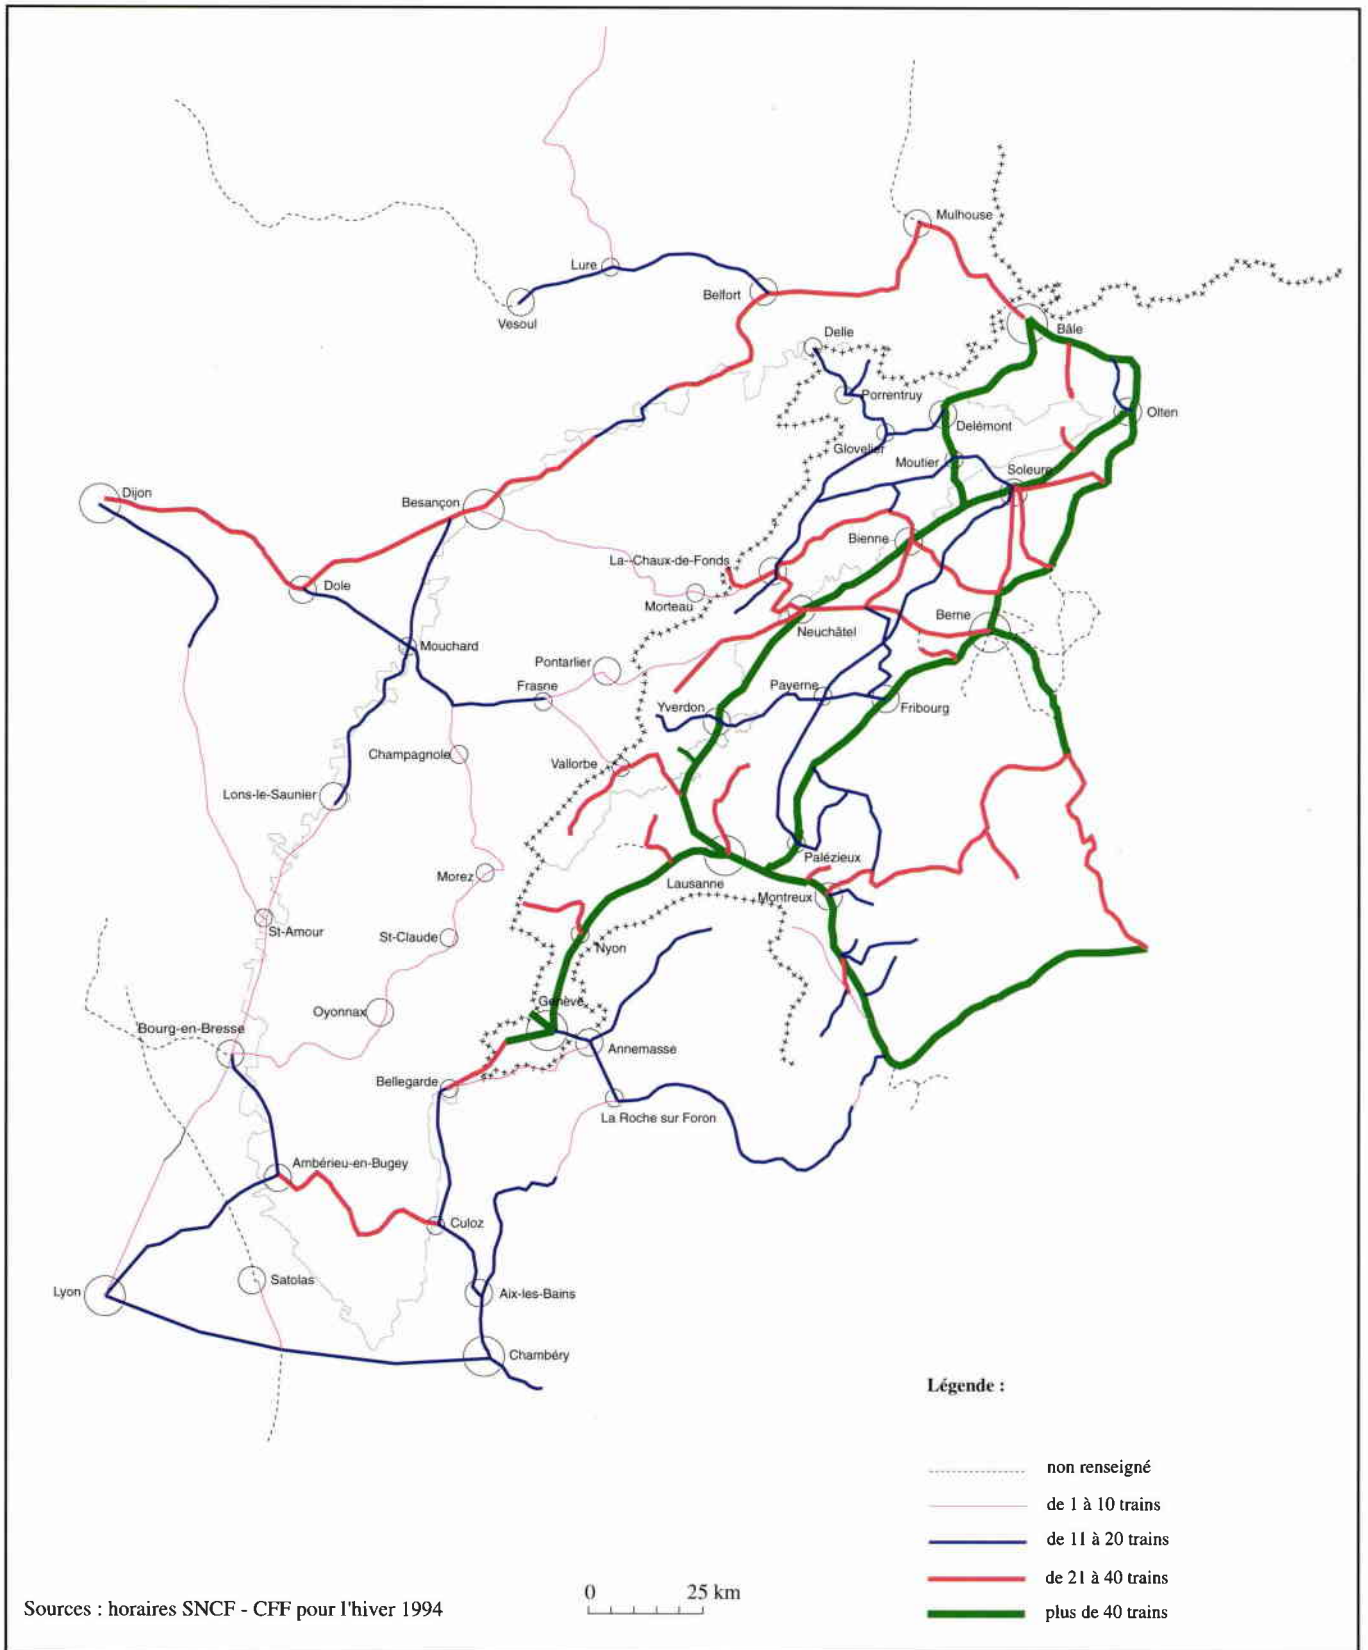 Mulhouse
Lure
Belfort
Vesoul
Bâle
Delle
Porrentruy
Olten
Delémont
Glovelier
Moutier
Soleure
Dijon
Besançon
Bienne
La--Chaux-de-Fonds
Dole
Morteau
Berne
Neuchâtel
Mouchard
Pontarlier
Frasne
Payerne
Yverdon
Fribourg
Champagnole
Vallorbe
Lons-le-Saunier
Palézieux
Morez
Lausanne
Montreux
St-Amour
St-Claude
Nyon
Genève
Oyonnax
Bourg-en-Bresse
Annemasse
Bellegarde
La Roche sur Foron
Ambérieu-en-Bugey
Culoz
Satolas
Lyon
Aix-les-Bains
Chambéry
Légende :
non renseigné
de 1 à 10 trains
de 11 à 20 trains
de 21 à 40 trains
plus de 40 trains
0 25 km
Sources : horaires SNCF - CFF pour l'hiver 1994